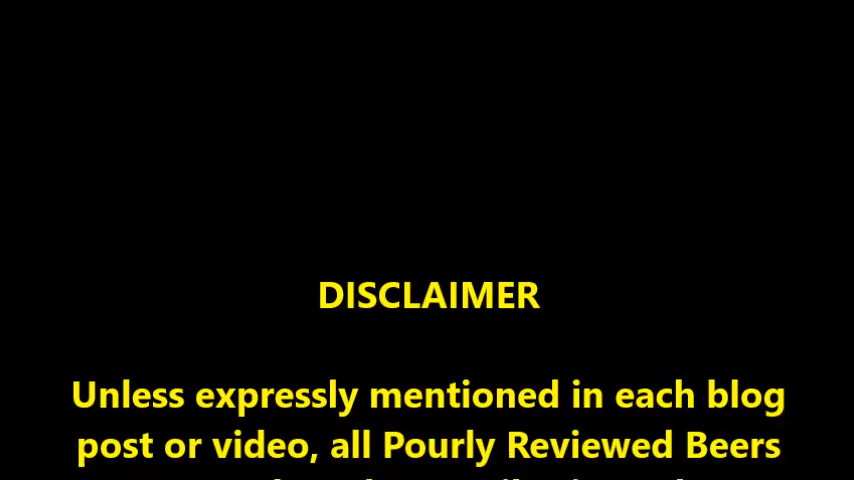 DISCLAIMER
Unless expressly mentioned in each blog
post or video, all Pourly Reviewed Beers